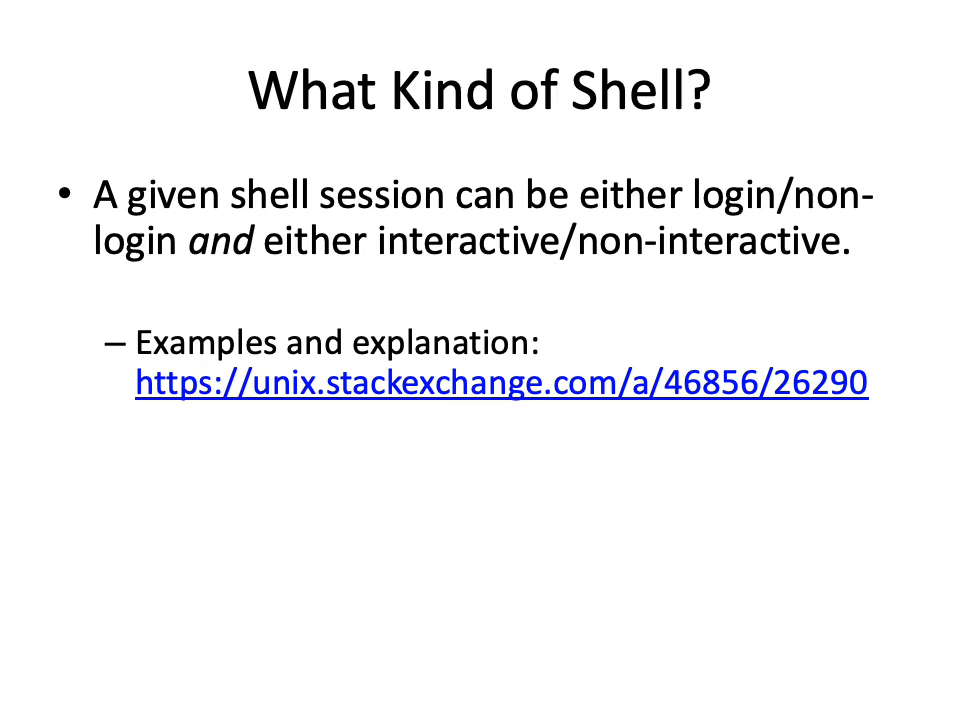 What Kind of Shell?
• A given shell session can be either login/non-
login and either interactive/non-interactive.
– Examples and explanation:
https://unix.stackexchange.com/a/46856/26290